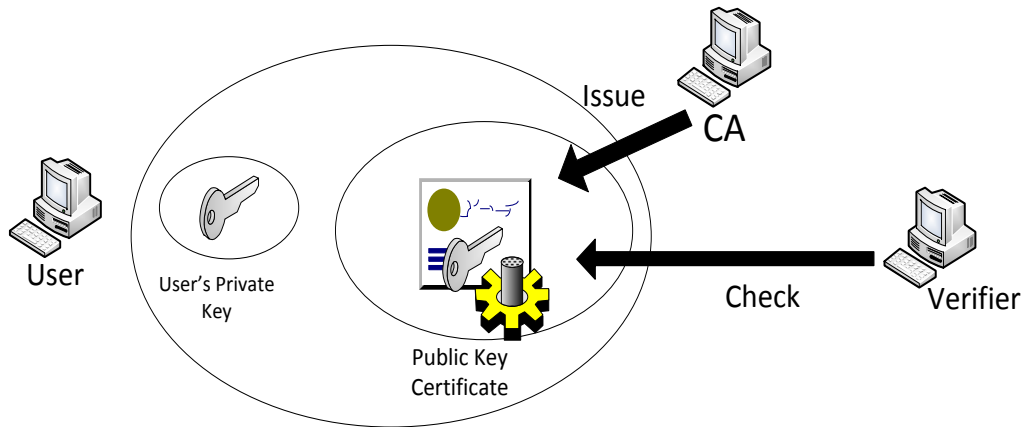 Issue
CA
User
User's Private
Key
Check
Verifier
Public Key
Certificate